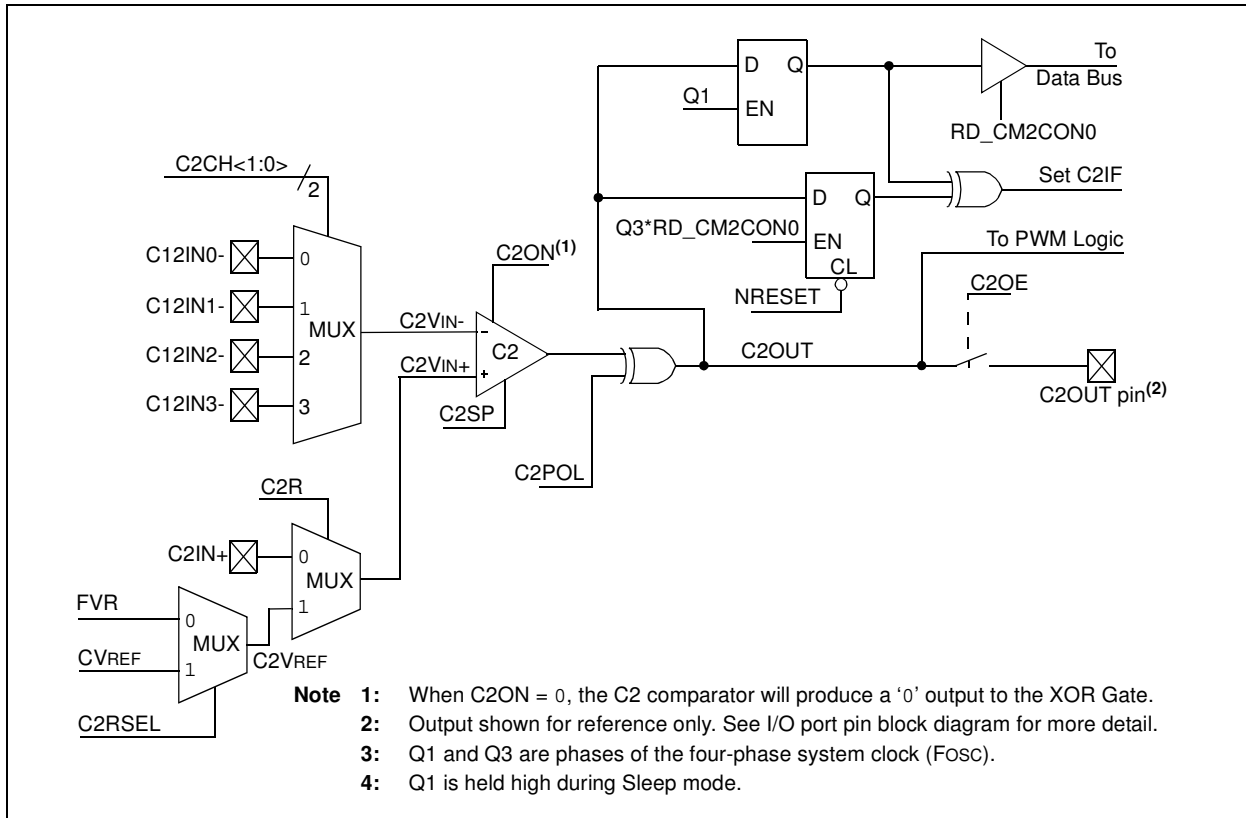 D Q
Q1
EN
To
Data Bus
RD_CM2CON0
C2CH<1:0>
2
D Q
Set C2IF
Q3*RD_CM2CON0
EN
CL
NRESET
To PWM Logic
C12IN0-
0
C12IN1-
1
MUX
C12IN2-
2
C12IN3-
3
C2ON(1)
C2VIN-
-
C2
C2VIN+
+
C2SP
C2OUT
C2OE
C2OUT pin(2)
C2POL
C2R
C2IN+
0
MUX
1
FVR
0
MUX
CVREF
1
C2VREF
C2RSEL
Note 1: When C2ON = 0, the C2 comparator will produce a ‘0’ output to the XOR Gate.
2: Output shown for reference only. See I/O port pin block diagram for more detail.
3: Q1 and Q3 are phases of the four-phase system clock (FOSC).
4: Q1 is held high during Sleep mode.